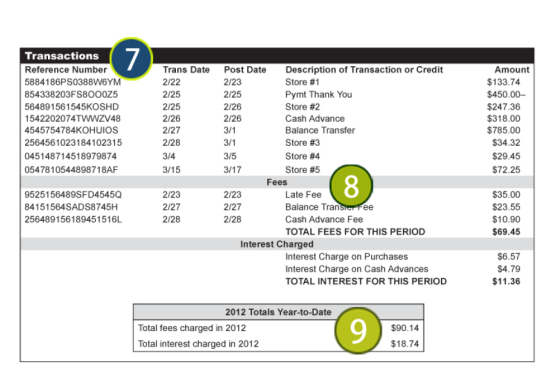 Transactions 7
Reference Number Trans Date Post Date Description of Transaction or Credit Amount
5884186PS0388W6YM 2/22 2/23 Store #1 $133.74
854338203FS8OO0Z5 2/25 2/25 Pymt Thank You $450.00–
564891561545KOSHD 2/25 2/26 Store #2 $247.36
1542202074TWWZV48 2/26 2/26 Cash Advance $318.00
4545754784KOHUIOS 2/27 3/1 Balance Transfer $785.00
2564561023184102315 2/28 3/1 Store #3 $34.32
045148714518979874 3/4 3/5 Store #4 $29.45
0547810544898718AF 3/15 3/17 Store #5 $72.25
Fees 8
9525156489SFD4545Q 2/23 2/23 Late Fee $35.00
84151564SADS8745H 2/27 2/27 Balance Transfer Fee $23.55
256489156189451516L 2/28 2/28 Cash Advance Fee $10.90
TOTAL FEES FOR THIS PERIOD $69.45
Interest Charged
Interest Charge on Purchases $6.57
Interest Charge on Cash Advances $4.79
TOTAL INTEREST FOR THIS PERIOD $11.36
2012 Totals Year-to-Date
Total fees charged in 2012 9 $90.14
Total interest charged in 2012 $18.74